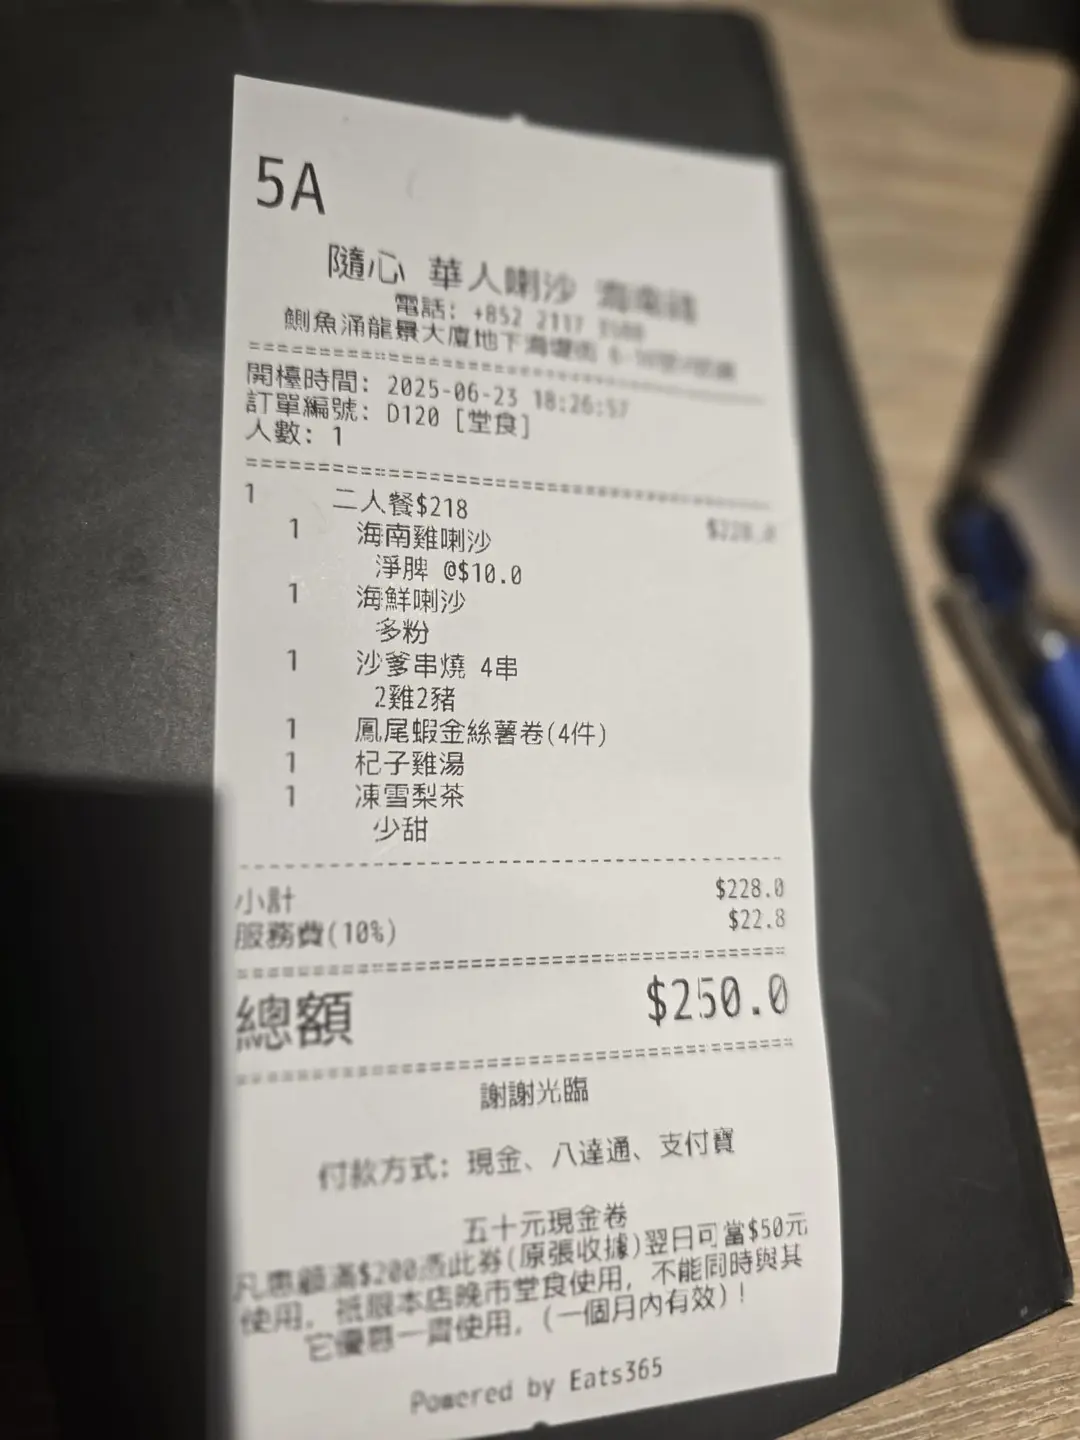 5A
隨心 華人喇沙
電話: +852 2117
鰂魚涌龍景大廈地下海壇街
========================================
開檯時間: 2025-06-23 18:26:57
訂單編號: D120 [堂食]
人數: 1
========================================
1 二人餐$218 $228.0
1 海南雞喇沙
淨脾 @$10.0
1 海鮮喇沙
多粉
1 沙爹串燒 4串
2雞2豬
1 鳳尾蝦金絲薯卷(4件)
1 杞子雞湯
1 凍雪梨茶
少甜
----------------------------------------
小計 $228.0
服務費(10%) $22.8
========================================
總額 $250.0
========================================
謝謝光臨
付款方式: 現金、八達通、支付寶
五十元現金卷
凡惠顧滿$200憑此券(原張收據)翌日可當$50元
使用, 祇限本店晚市堂食使用, 不能同時與其
它優惠一齊使用, (一個月內有效)!
Powered by Eats365